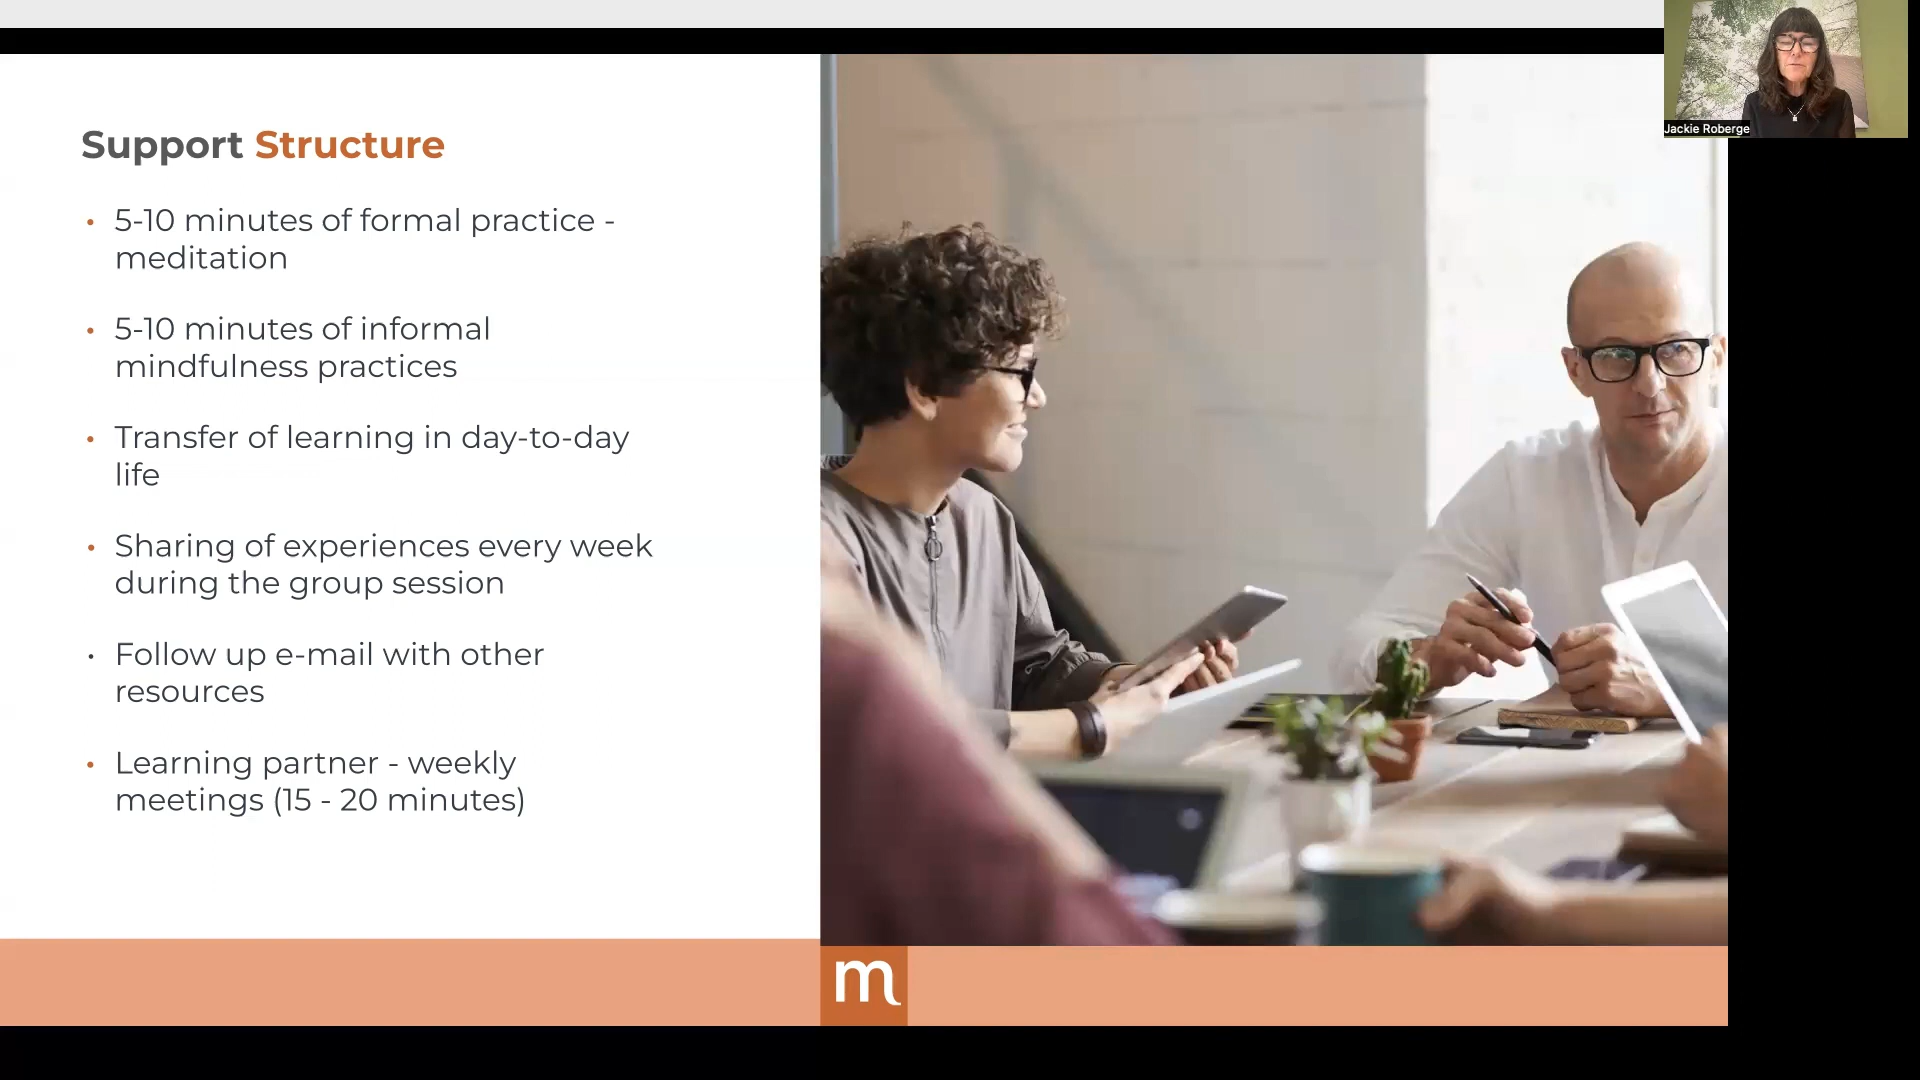 Jackie Roberge
Support Structure
• 5-10 minutes of formal practice -
meditation
• 5-10 minutes of informal
mindfulness practices
• Transfer of learning in day-to-day
life
• Sharing of experiences every week
during the group session
• Follow up e-mail with other
resources
• Learning partner - weekly
meetings (15 - 20 minutes)
m